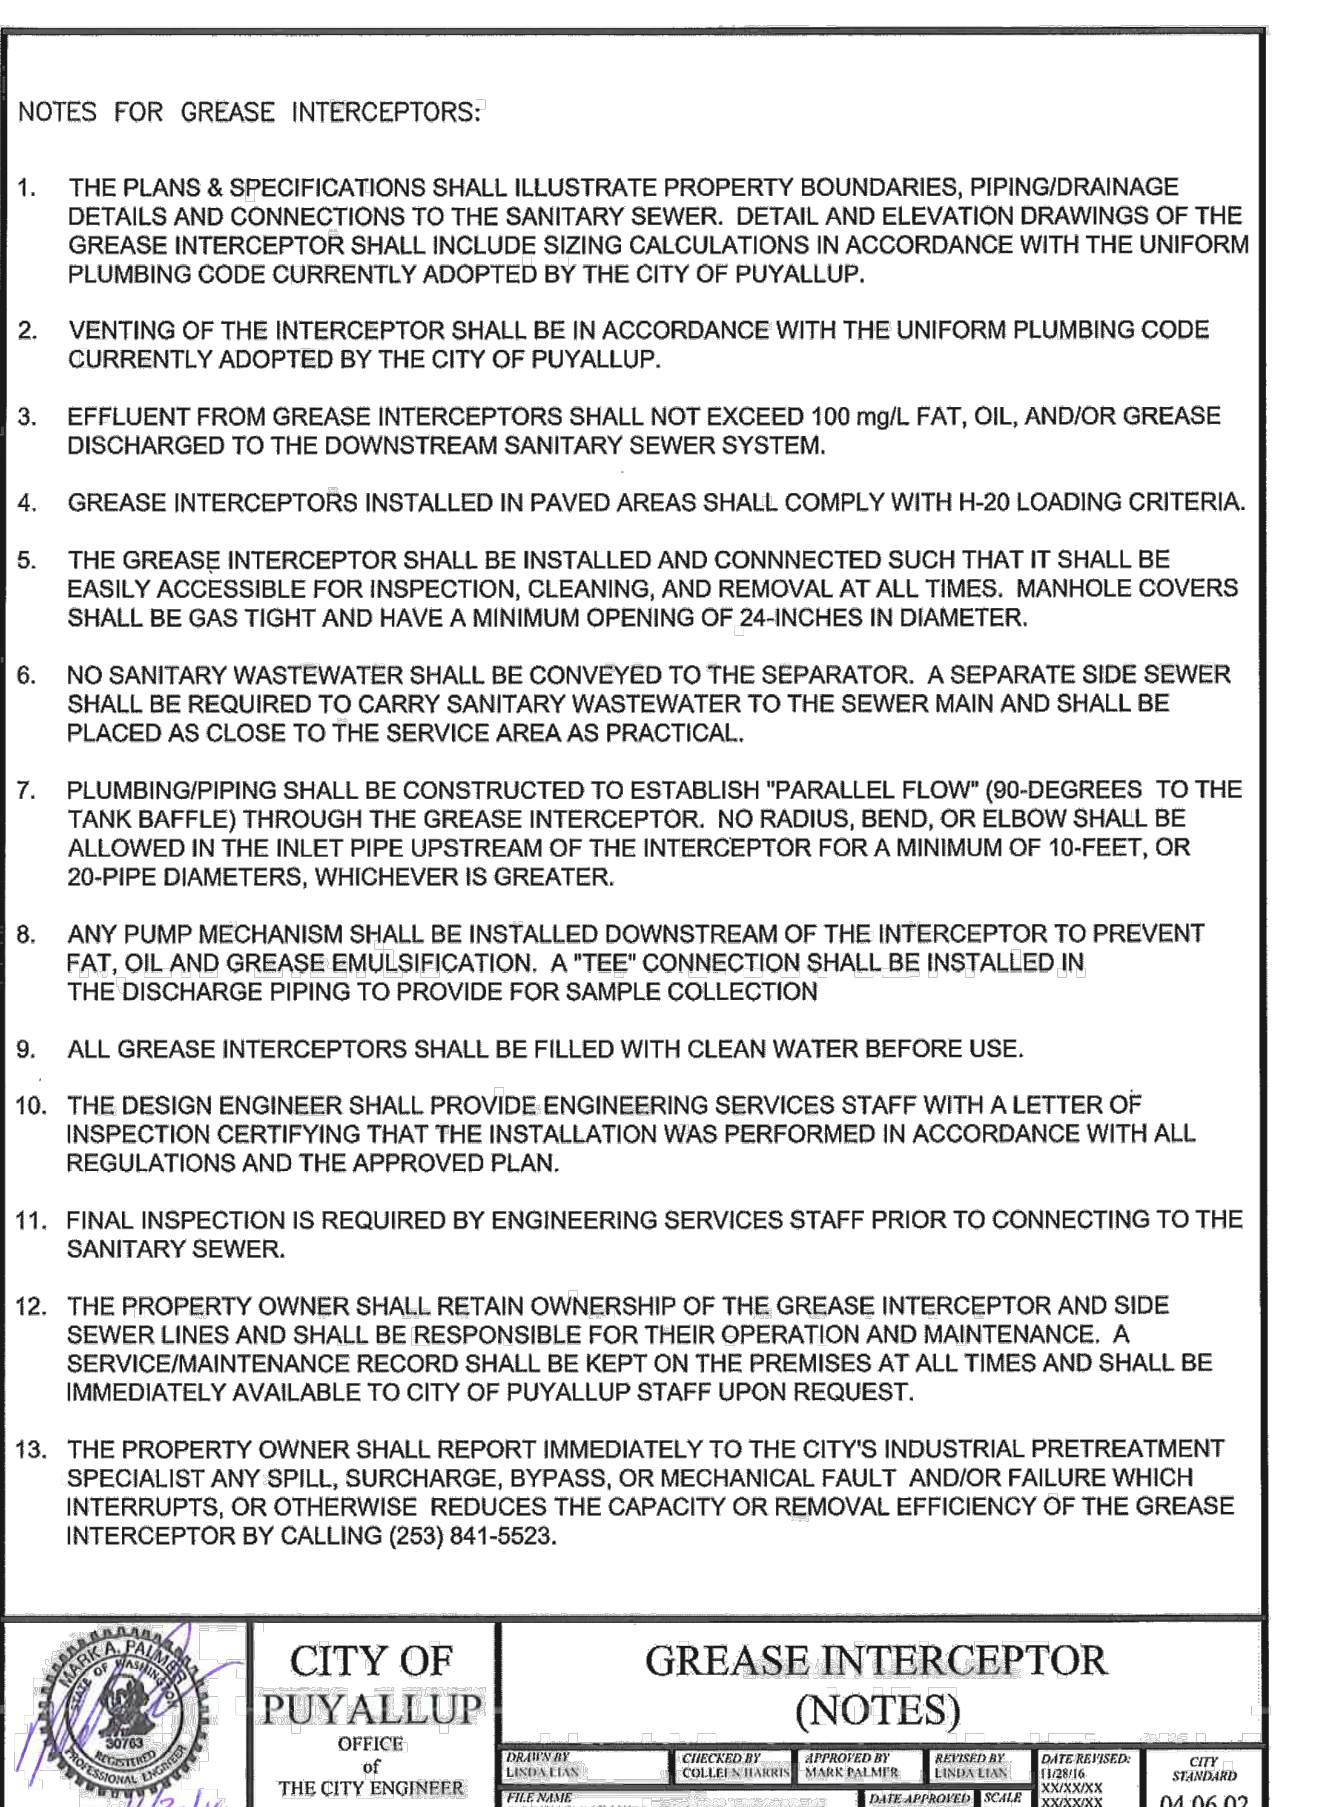 NOTES FOR GREASE INTERCEPTORS:
1. THE PLANS & SPECIFICATIONS SHALL ILLUSTRATE PROPERTY BOUNDARIES, PIPING/DRAINAGE
DETAILS AND CONNECTIONS TO THE SANITARY SEWER. DETAIL AND ELEVATION DRAWINGS OF THE
GREASE INTERCEPTOR SHALL INCLUDE SIZING CALCULATIONS IN ACCORDANCE WITH THE UNIFORM
PLUMBING CODE CURRENTLY ADOPTED BY THE CITY OF PUYALLUP.
2. VENTING OF THE INTERCEPTOR SHALL BE IN ACCORDANCE WITH THE UNIFORM PLUMBING CODE
CURRENTLY ADOPTED BY THE CITY OF PUYALLUP.
3. EFFLUENT FROM GREASE INTERCEPTORS SHALL NOT EXCEED 100 mg/L FAT, OIL, AND/OR GREASE
DISCHARGED TO THE DOWNSTREAM SANITARY SEWER SYSTEM.
4. GREASE INTERCEPTORS INSTALLED IN PAVED AREAS SHALL COMPLY WITH H-20 LOADING CRITERIA.
5. THE GREASE INTERCEPTOR SHALL BE INSTALLED AND CONNNECTED SUCH THAT IT SHALL BE
EASILY ACCESSIBLE FOR INSPECTION, CLEANING, AND REMOVAL AT ALL TIMES. MANHOLE COVERS
SHALL BE GAS TIGHT AND HAVE A MINIMUM OPENING OF 24-INCHES IN DIAMETER.
6. NO SANITARY WASTEWATER SHALL BE CONVEYED TO THE SEPARATOR. A SEPARATE SIDE SEWER
SHALL BE REQUIRED TO CARRY SANITARY WASTEWATER TO THE SEWER MAIN AND SHALL BE
PLACED AS CLOSE TO THE SERVICE AREA AS PRACTICAL.
7. PLUMBING/PIPING SHALL BE CONSTRUCTED TO ESTABLISH "PARALLEL FLOW" (90-DEGREES TO THE
TANK BAFFLE) THROUGH THE GREASE INTERCEPTOR. NO RADIUS, BEND, OR ELBOW SHALL BE
ALLOWED IN THE INLET PIPE UPSTREAM OF THE INTERCEPTOR FOR A MINIMUM OF 10-FEET, OR
20-PIPE DIAMETERS, WHICHEVER IS GREATER.
8. ANY PUMP MECHANISM SHALL BE INSTALLED DOWNSTREAM OF THE INTERCEPTOR TO PREVENT
FAT, OIL AND GREASE EMULSIFICATION. A "TEE" CONNECTION SHALL BE INSTALLED IN
THE DISCHARGE PIPING TO PROVIDE FOR SAMPLE COLLECTION
9. ALL GREASE INTERCEPTORS SHALL BE FILLED WITH CLEAN WATER BEFORE USE.
10. THE DESIGN ENGINEER SHALL PROVIDE ENGINEERING SERVICES STAFF WITH A LETTER OF
INSPECTION CERTIFYING THAT THE INSTALLATION WAS PERFORMED IN ACCORDANCE WITH ALL
REGULATIONS AND THE APPROVED PLAN.
11. FINAL INSPECTION IS REQUIRED BY ENGINEERING SERVICES STAFF PRIOR TO CONNECTING TO THE
SANITARY SEWER.
12. THE PROPERTY OWNER SHALL RETAIN OWNERSHIP OF THE GREASE INTERCEPTOR AND SIDE
SEWER LINES AND SHALL BE RESPONSIBLE FOR THEIR OPERATION AND MAINTENANCE. A
SERVICE/MAINTENANCE RECORD SHALL BE KEPT ON THE PREMISES AT ALL TIMES AND SHALL BE
IMMEDIATELY AVAILABLE TO CITY OF PUYALLUP STAFF UPON REQUEST.
13. THE PROPERTY OWNER SHALL REPORT IMMEDIATELY TO THE CITY'S INDUSTRIAL PRETREATMENT
SPECIALIST ANY SPILL, SURCHARGE, BYPASS, OR MECHANICAL FAULT AND/OR FAILURE WHICH
INTERRUPTS, OR OTHERWISE REDUCES THE CAPACITY OR REMOVAL EFFICIENCY OF THE GREASE
INTERCEPTOR BY CALLING (253) 841-5523.
MARK A. PALMER
STATE OF WASHINGTON
30763
REGISTERED
PROFESSIONAL ENGINEER
CITY OF
PUYALLUP
OFFICE
of
THE CITY ENGINEER
GREASE INTERCEPTOR
(NOTES)
DRAWN BY
LINDA LIAN
CHECKED BY
COLLEEN HARRIS
APPROVED BY
MARK PALMER
REVISED BY
LINDA LIAN
DATE REVISED:
11/28/16
XX/XX/XX
XX/XX/XX
CITY
STANDARD
04.06.02
FILE NAME
DATE APPROVED
SCALE